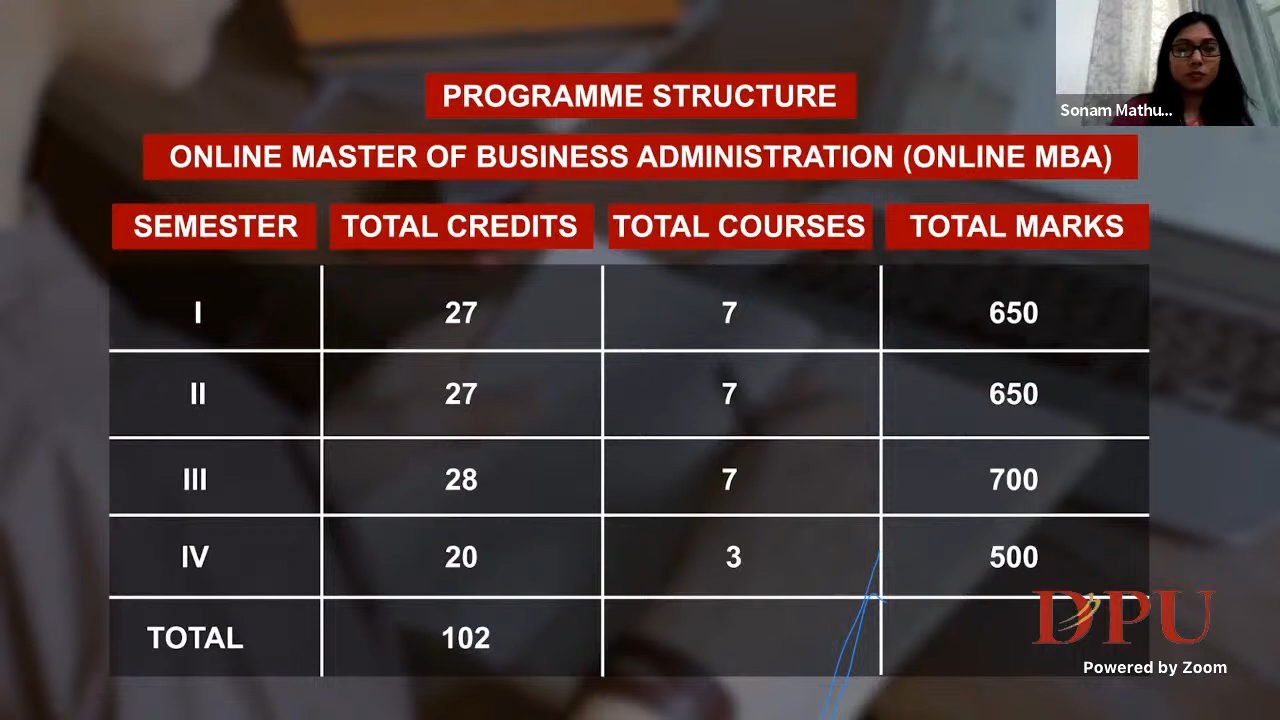 Sonam Mathu...
PROGRAMME STRUCTURE
ONLINE MASTER OF BUSINESS ADMINISTRATION (ONLINE MBA)
SEMESTER TOTAL CREDITS TOTAL COURSES TOTAL MARKS
I 27 7 650
II 27 7 650
III 28 7 700
IV 20 3 500
TOTAL 102
DPU
Powered by Zoom